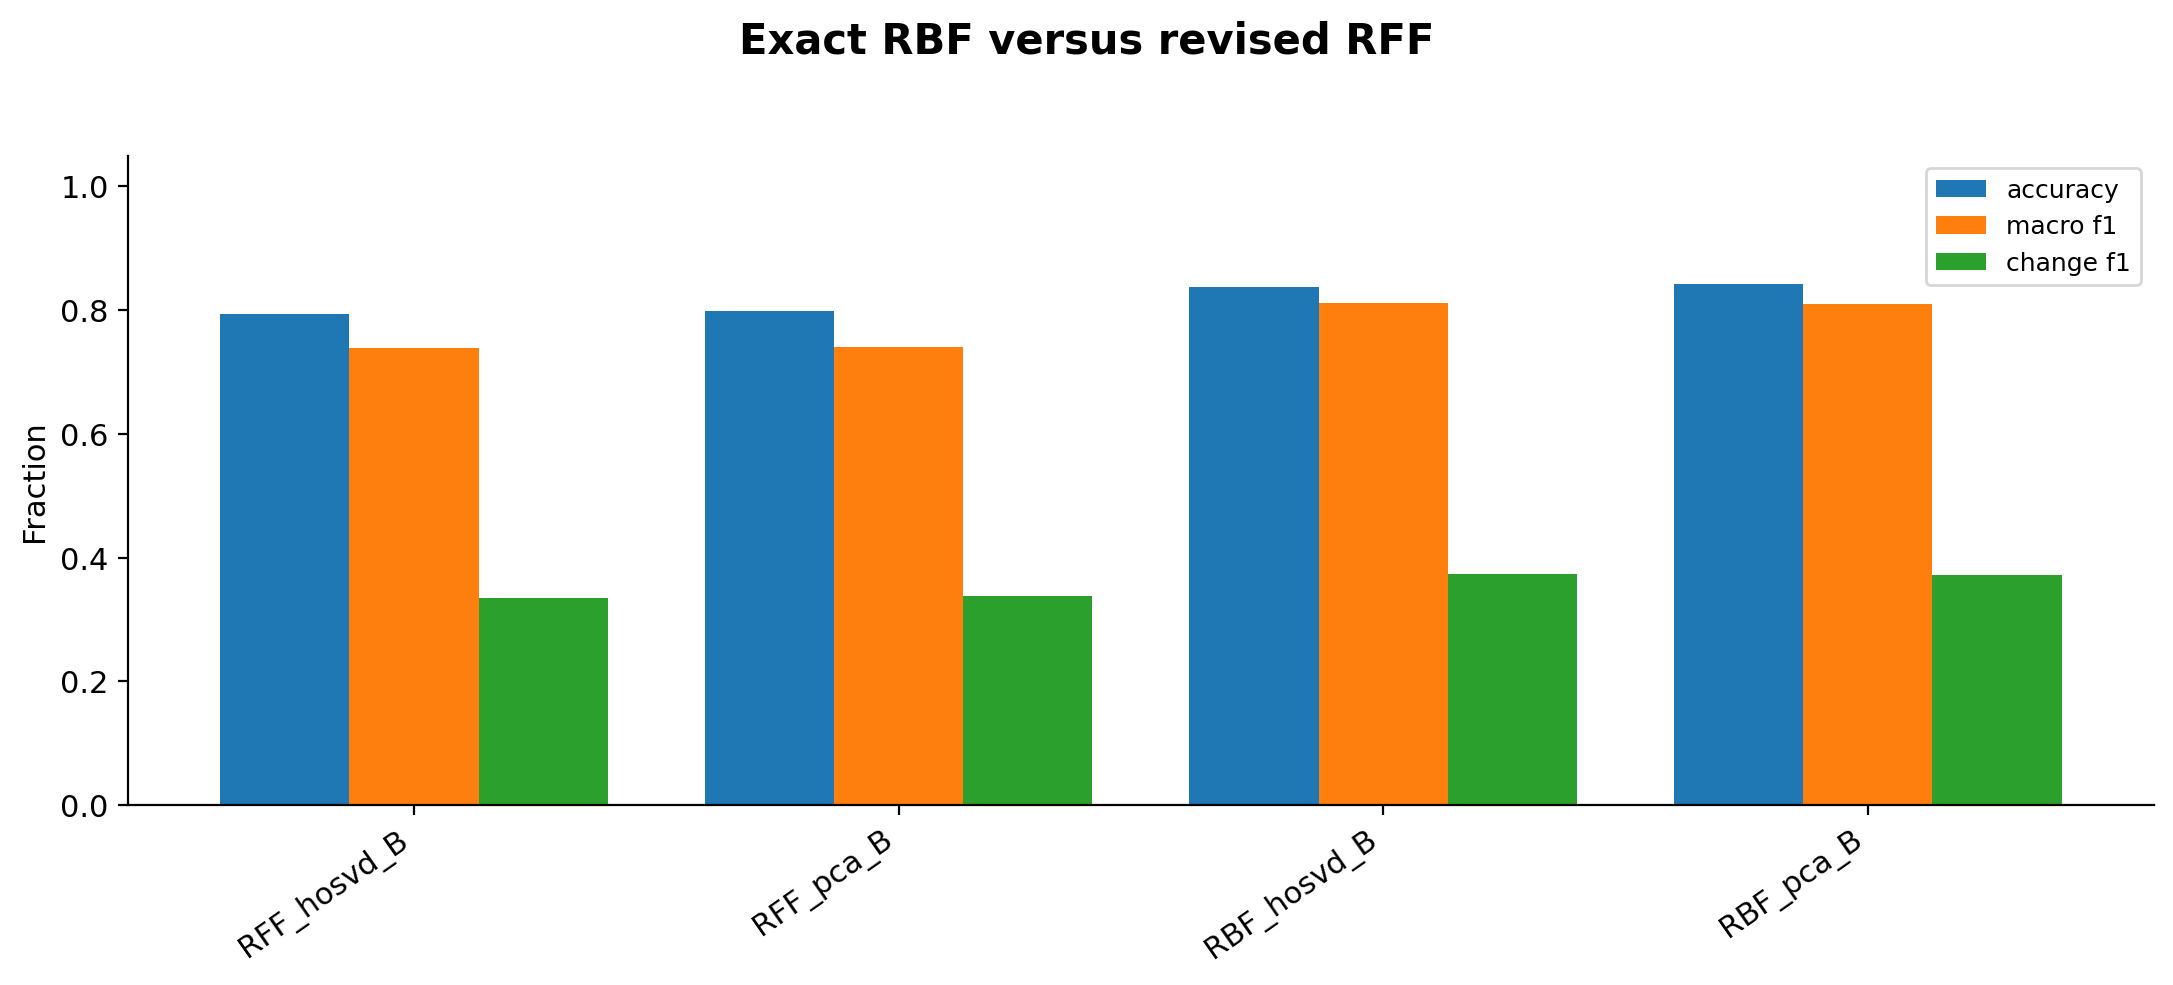 Exact RBF versus revised RFF
accuracy
macro f1
change f1
Fraction
1.0
0.8
0.6
0.4
0.2
0.0
RFF_hosvd_B
RFF_pca_B
RBF_hosvd_B
RBF_pca_B